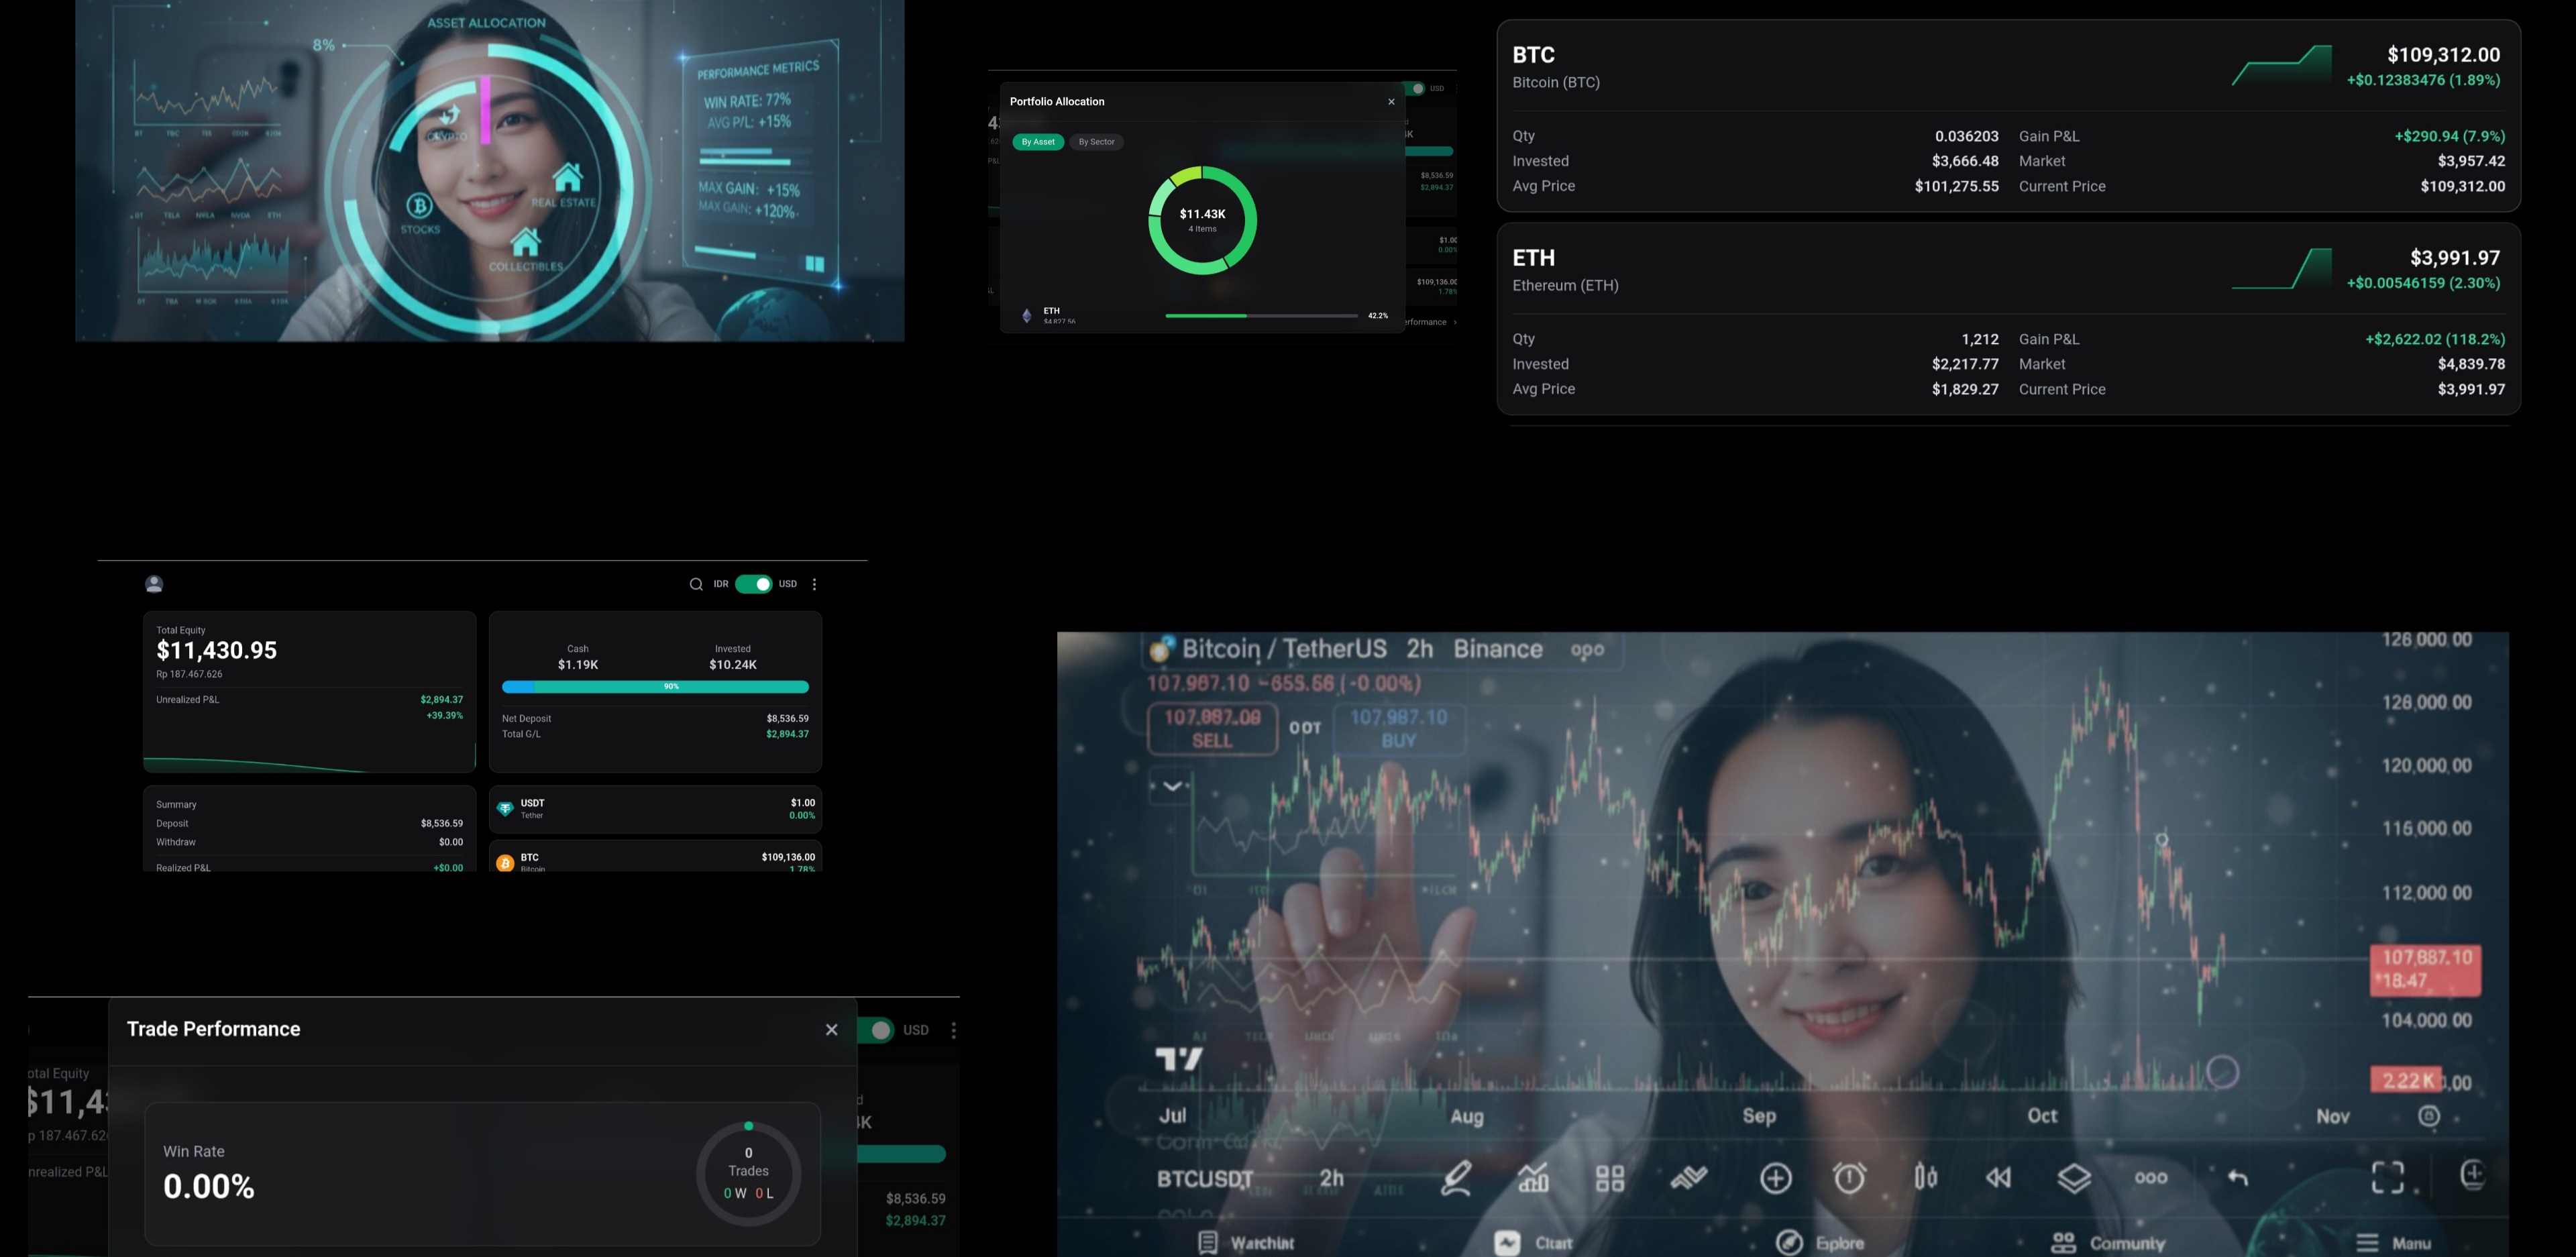 ASSET ALLOCATION
8%
CRYPTO
STOCKS
REAL ESTATE
COLLECTIBLES
PERFORMANCE METRICS
WIN RATE: 77%
AVG P/L: +15%
MAX GAIN: +15%
MAX GAIN: +120%
Portfolio Allocation
×
USD
By Asset By Sector
$11.43K
4 Items
$8,536.59
$2,894.37
$1.00
0.00%
$109,136.00
1.78%
ETH
$4,827.56
42.2%
erformance ›
BTC
$109,312.00
Bitcoin (BTC)
+$0.12383476 (1.89%)
Qty 0.036203 Gain P&L +$290.94 (7.9%)
Invested $3,666.48 Market $3,957.42
Avg Price $101,275.55 Current Price $109,312.00
ETH
$3,991.97
Ethereum (ETH)
+$0.00546159 (2.30%)
Qty 1,212 Gain P&L +$2,622.02 (118.2%)
Invested $2,217.77 Market $4,839.78
Avg Price $1,829.27 Current Price $3,991.97
IDR USD
Total Equity
$11,430.95
Rp 187.467.626
Unrealized P&L $2,894.37
+39.39%
Cash Invested
$1.19K $10.24K
90%
Net Deposit $8,536.59
Total G/L $2,894.37
Summary
Deposit $8,536.59
Withdraw $0.00
Realized P&L +$0.00
USDT $1.00
Tether 0.00%
BTC $109,136.00
Bitcoin 1.78%
Trade Performance
×
USD
otal Equity
$11,4
p 187.467.62
nrealized P&L
Win Rate
0.00%
0
Trades
0 W 0 L
$8,536.59
$2,894.37
Bitcoin / TetherUS 2h Binance
107.987.10 -655.66 (-0.00%)
107,887.08
SELL
00T
107,987.10
BUY
126,000.00
128,000.00
120,000.00
116,000.00
112,000.00
107,887.10
18:47
104,000.00
2.22 K
,00
Jul Aug Sep Oct Nov
BTCUSDT 2h
Watchlist Citart Eplore Comunity Manu